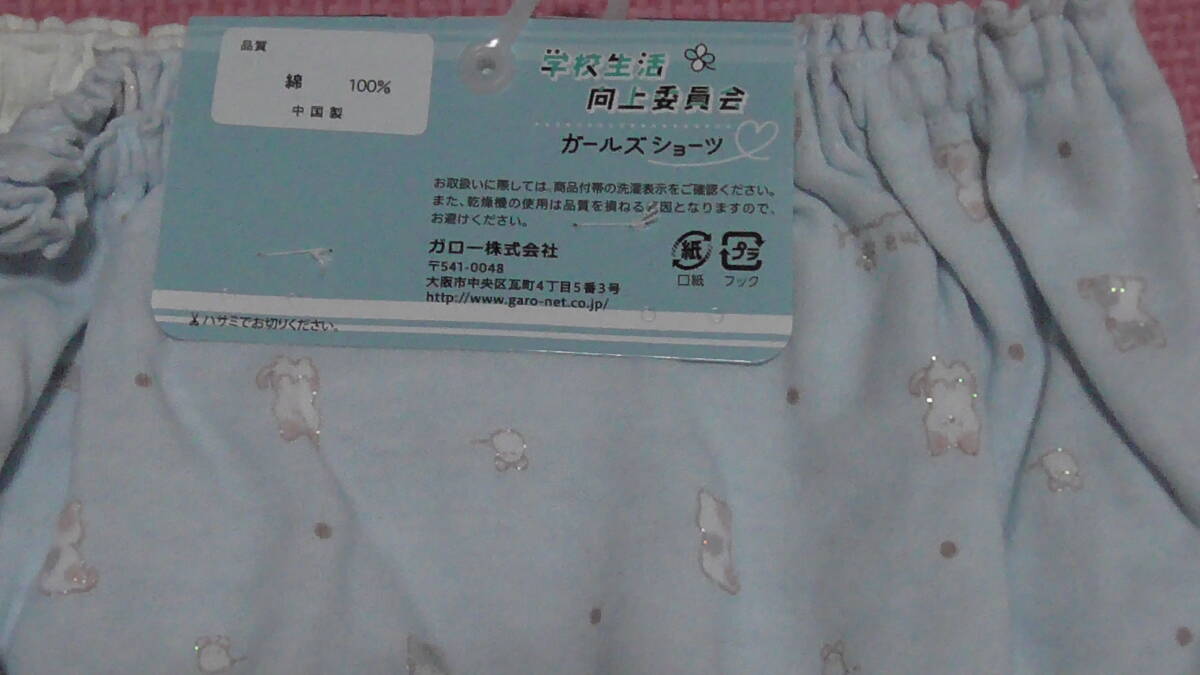 品質
綿 100%
中国製
学校生活
向上委員会
ガールズショーツ
お取扱いに際しては、商品付帯の洗濯表示をご確認ください。
また、乾燥機の使用は品質を損ねる原因となりますので、
お避けください。
ガロー株式会社
〒541-0048
大阪市中央区瓦町4丁目5番3号
http://www.garo-net.co.jp/
紙 プラ
口紙 フック
ハサミでお切りください。